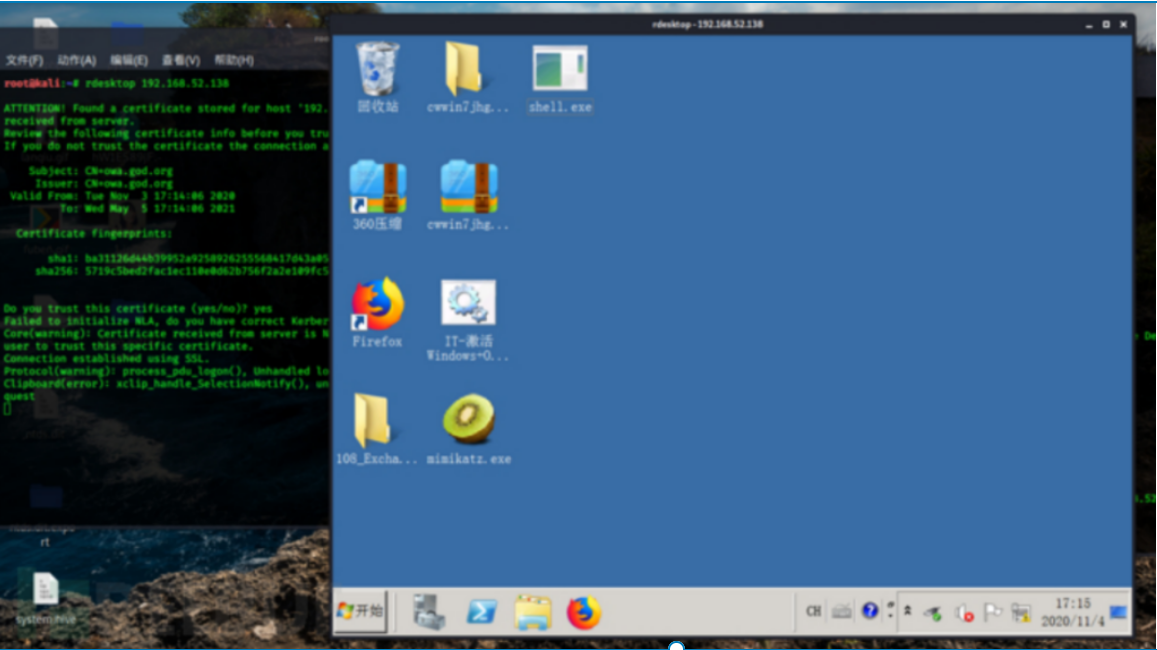 rdesktop - 192.168.52.138
文件(F) 动作(A) 编辑(E) 查看(V) 帮助(H)
root@kali:~# rdesktop 192.168.52.138
ATTENTION! Found a certificate stored for host '192.
received from server.
Review the following certificate info before you tru
If you do not trust the certificate the connection a
Subject: CN=owa.god.org
Issuer: CN=owa.god.org
Valid From: Tue Nov 3 17:14:06 2020
To: Wed May 5 17:14:06 2021
Certificate fingerprints:
sha1:
sha256:
Do you trust this certificate (yes/no)? yes
Failed to initialize NLA, do you have correct Kerber
Core(warning): Certificate received from server is N
user to trust this specific certificate.
Connection established using SSL.
Protocol(warning): process_pdu_logon(), Unhandled lo
Clipboard(error): xclip_handle_SelectionNotify(), un
quest
回收站
cwwin7jhg...
shell.exe
360压缩
cwwin7jhg...
Firefox
IT-激活
Windows+O...
108_Excha...
mimikatz.exe
rt
system.hive
开始
CH
17:15
2020/11/4